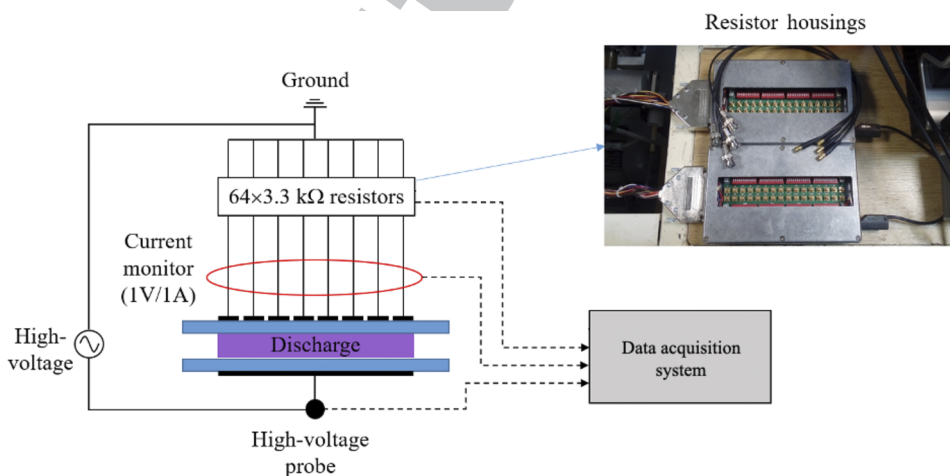 Resistor housings
Ground
64×3.3 kΩ resistors
Current
monitor
(1V/1A)
High-
voltage
Discharge
Data acquisition
system
High-voltage
probe